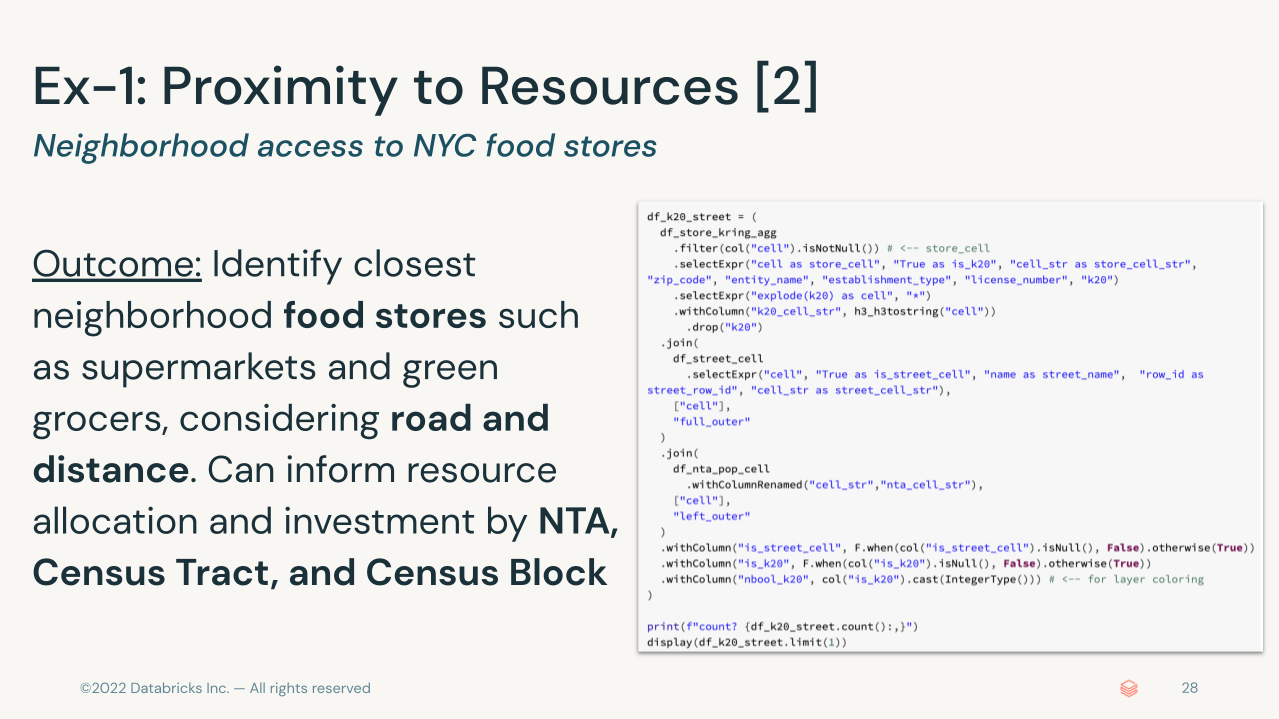 Ex-1: Proximity to Resources [2]
Neighborhood access to NYC food stores
Outcome: Identify closest
neighborhood food stores such
as supermarkets and green
grocers, considering road and
distance. Can inform resource
allocation and investment by NTA,
Census Tract, and Census Block
df_k20_street = (
  df_store_kring_agg
    .filter(col("cell").isNotNull()) # <-- store_cell
    .selectExpr("cell as store_cell", "True as is_k20", "cell_str as store_cell_str",
"zip_code", "entity_name", "establishment_type", "license_number", "k20")
    .selectExpr("explode(k20) as cell", "*")
    .withColumn("k20_cell_str", h3_h3tostring("cell"))
      .drop("k20")
  .join(
    df_street_cell
      .selectExpr("cell", "True as is_street_cell", "name as street_name",  "row_id as
street_row_id", "cell_str as street_cell_str"),
    ["cell"],
    "full_outer"
  )
  .join(
    df_nta_pop_cell
      .withColumnRenamed("cell_str","nta_cell_str"),
    ["cell"],
    "left_outer"
  )
  .withColumn("is_street_cell", F.when(col("is_street_cell").isNull(), False).otherwise(True))
  .withColumn("is_k20", F.when(col("is_k20").isNull(), False).otherwise(True))
  .withColumn("nbool_k20", col("is_k20").cast(IntegerType())) # <-- for layer coloring
)
print(f"count? {df_k20_street.count():,}")
display(df_k20_street.limit(1))
©2022 Databricks Inc. — All rights reserved
28